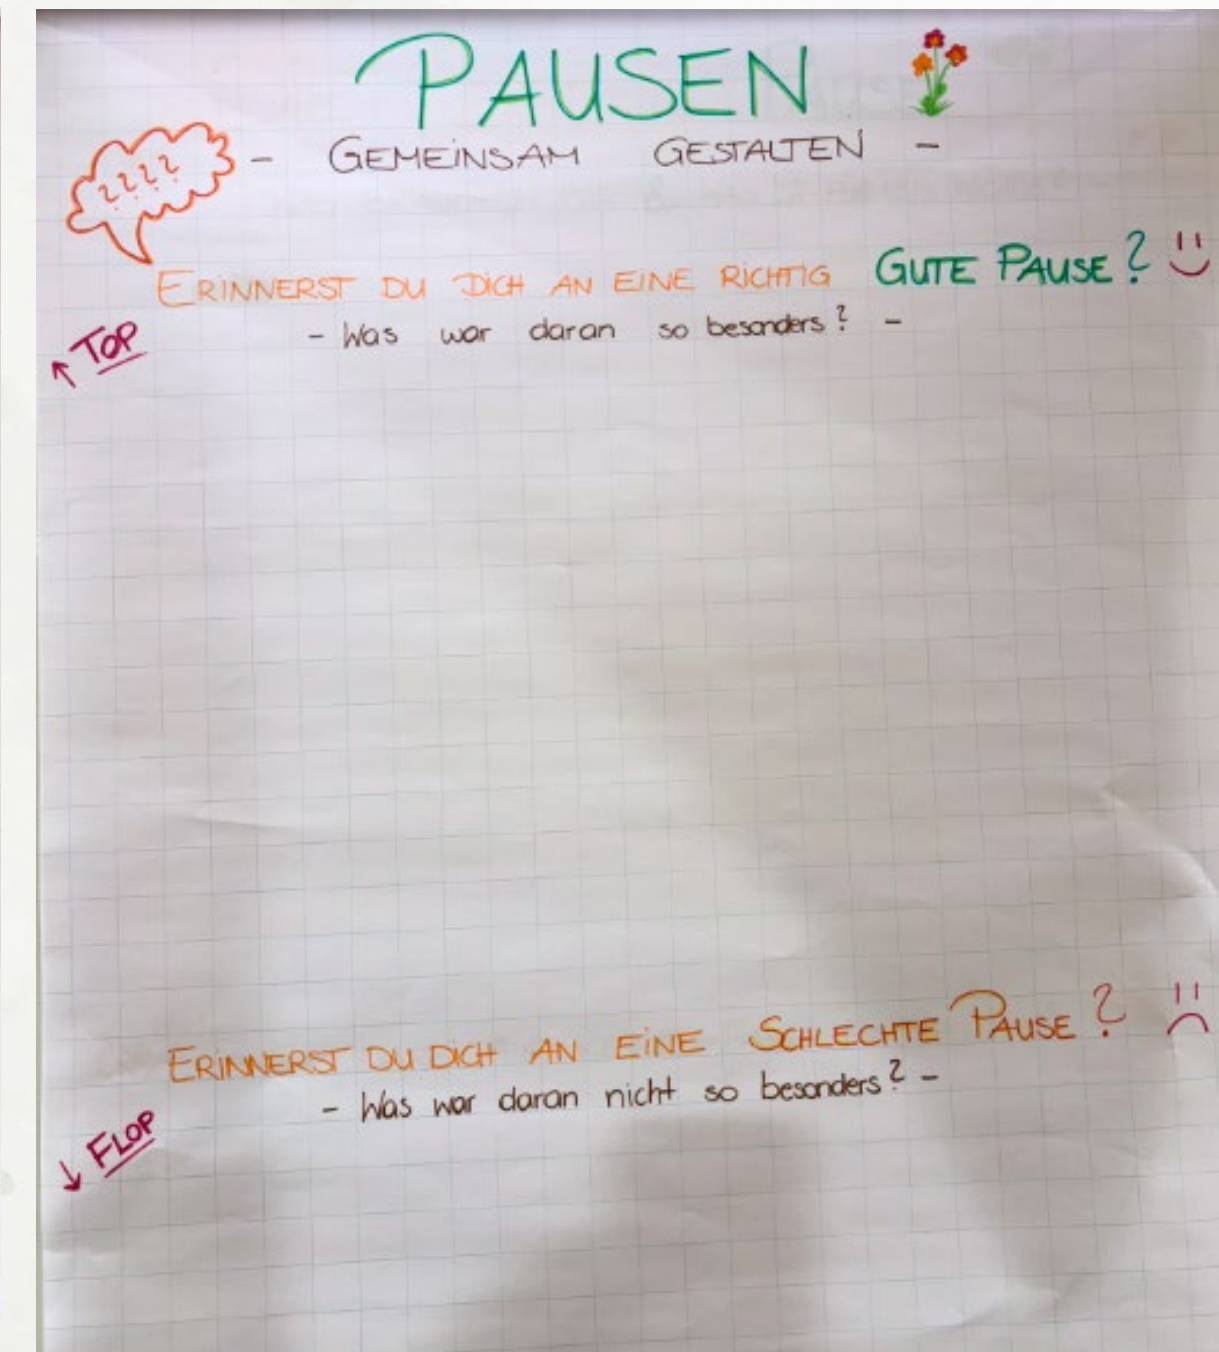 PAUSEN
- GEMEINSAM GESTALTEN -
????
ERINNERST DU DICH AN EINE RICHTIG GUTE PAUSE?
- Was war daran so besonders? -
↑ TOP
ERINNERST DU DICH AN EINE SCHLECHTE PAUSE?
- Was war daran nicht so besonders? -
↓ FLOP